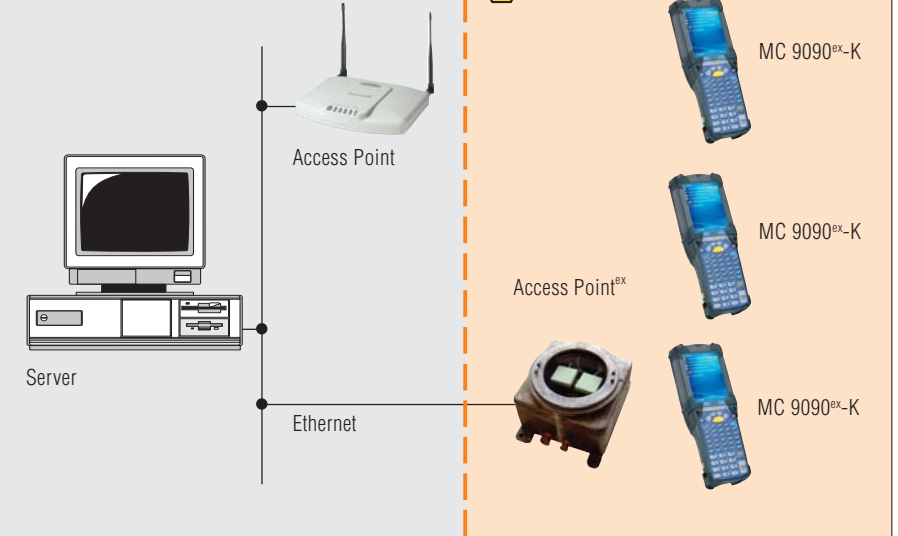 MC 9090ex-K
Access Point
MC 9090ex-K
Access Pointex
Server
MC 9090ex-K
Ethernet